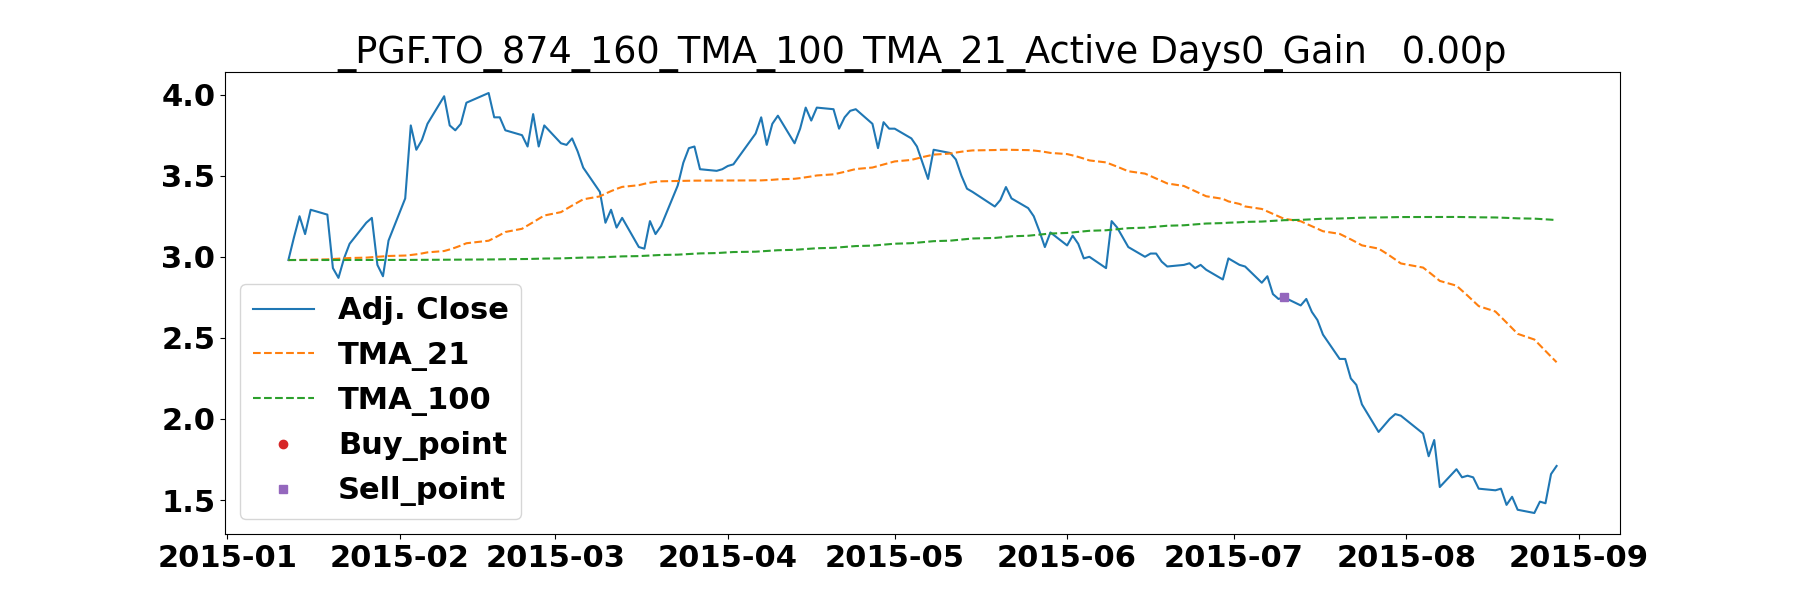 _PGF.TO_874_160_TMA_100_TMA_21_Active Days0_Gain   0.00p
4.0
3.5
3.0
2.5
2.0
1.5
Adj. Close
TMA_21
TMA_100
Buy_point
Sell_point
2015-01 2015-02 2015-03 2015-04 2015-05 2015-06 2015-07 2015-08 2015-09